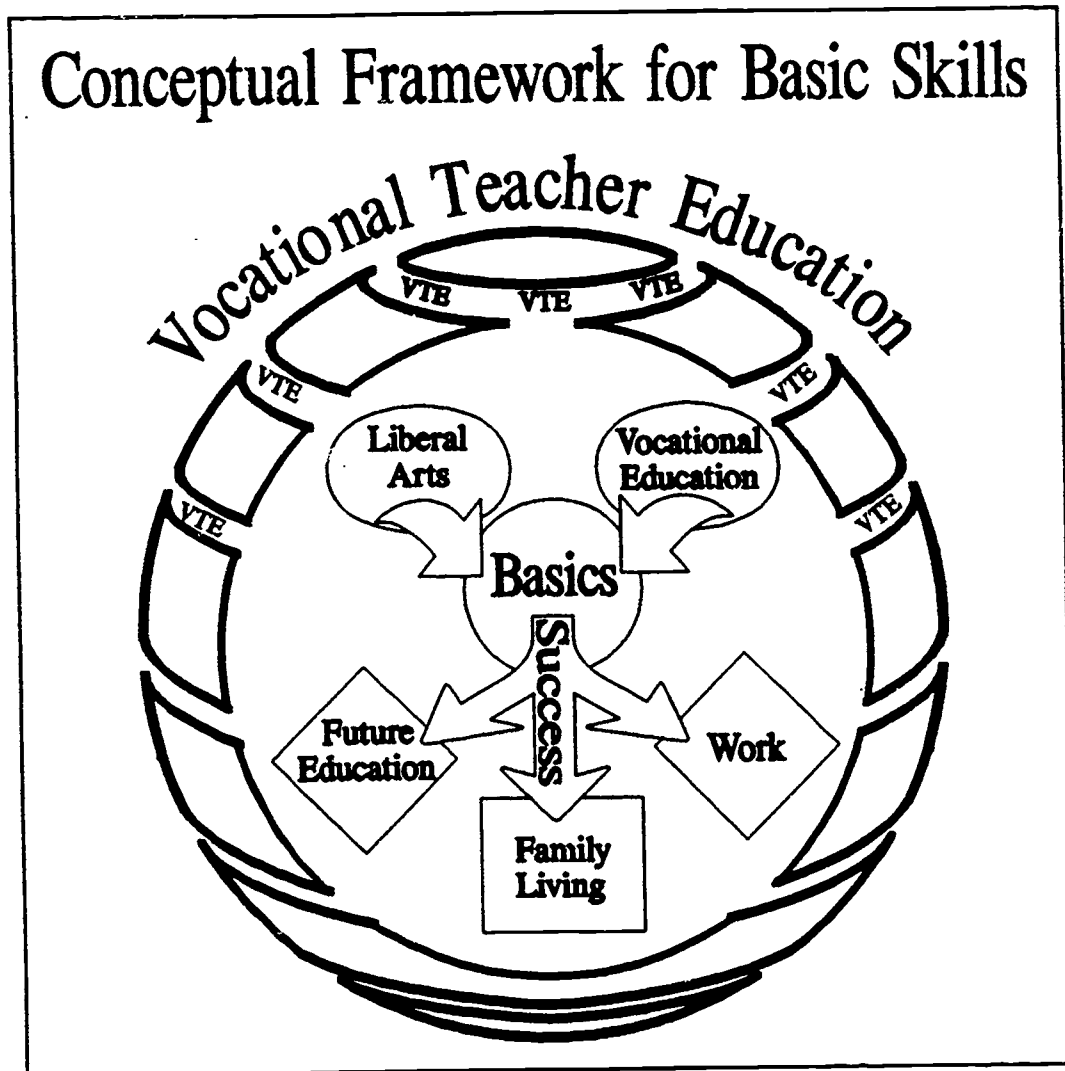 Conceptual Framework for Basic Skills
Vocational Teacher Education
VTE VTE VTE
VTE VTE
VTE VTE
Liberal
Arts
Vocational
Education
Basics
Success
Future
Education
Work
Family
Living